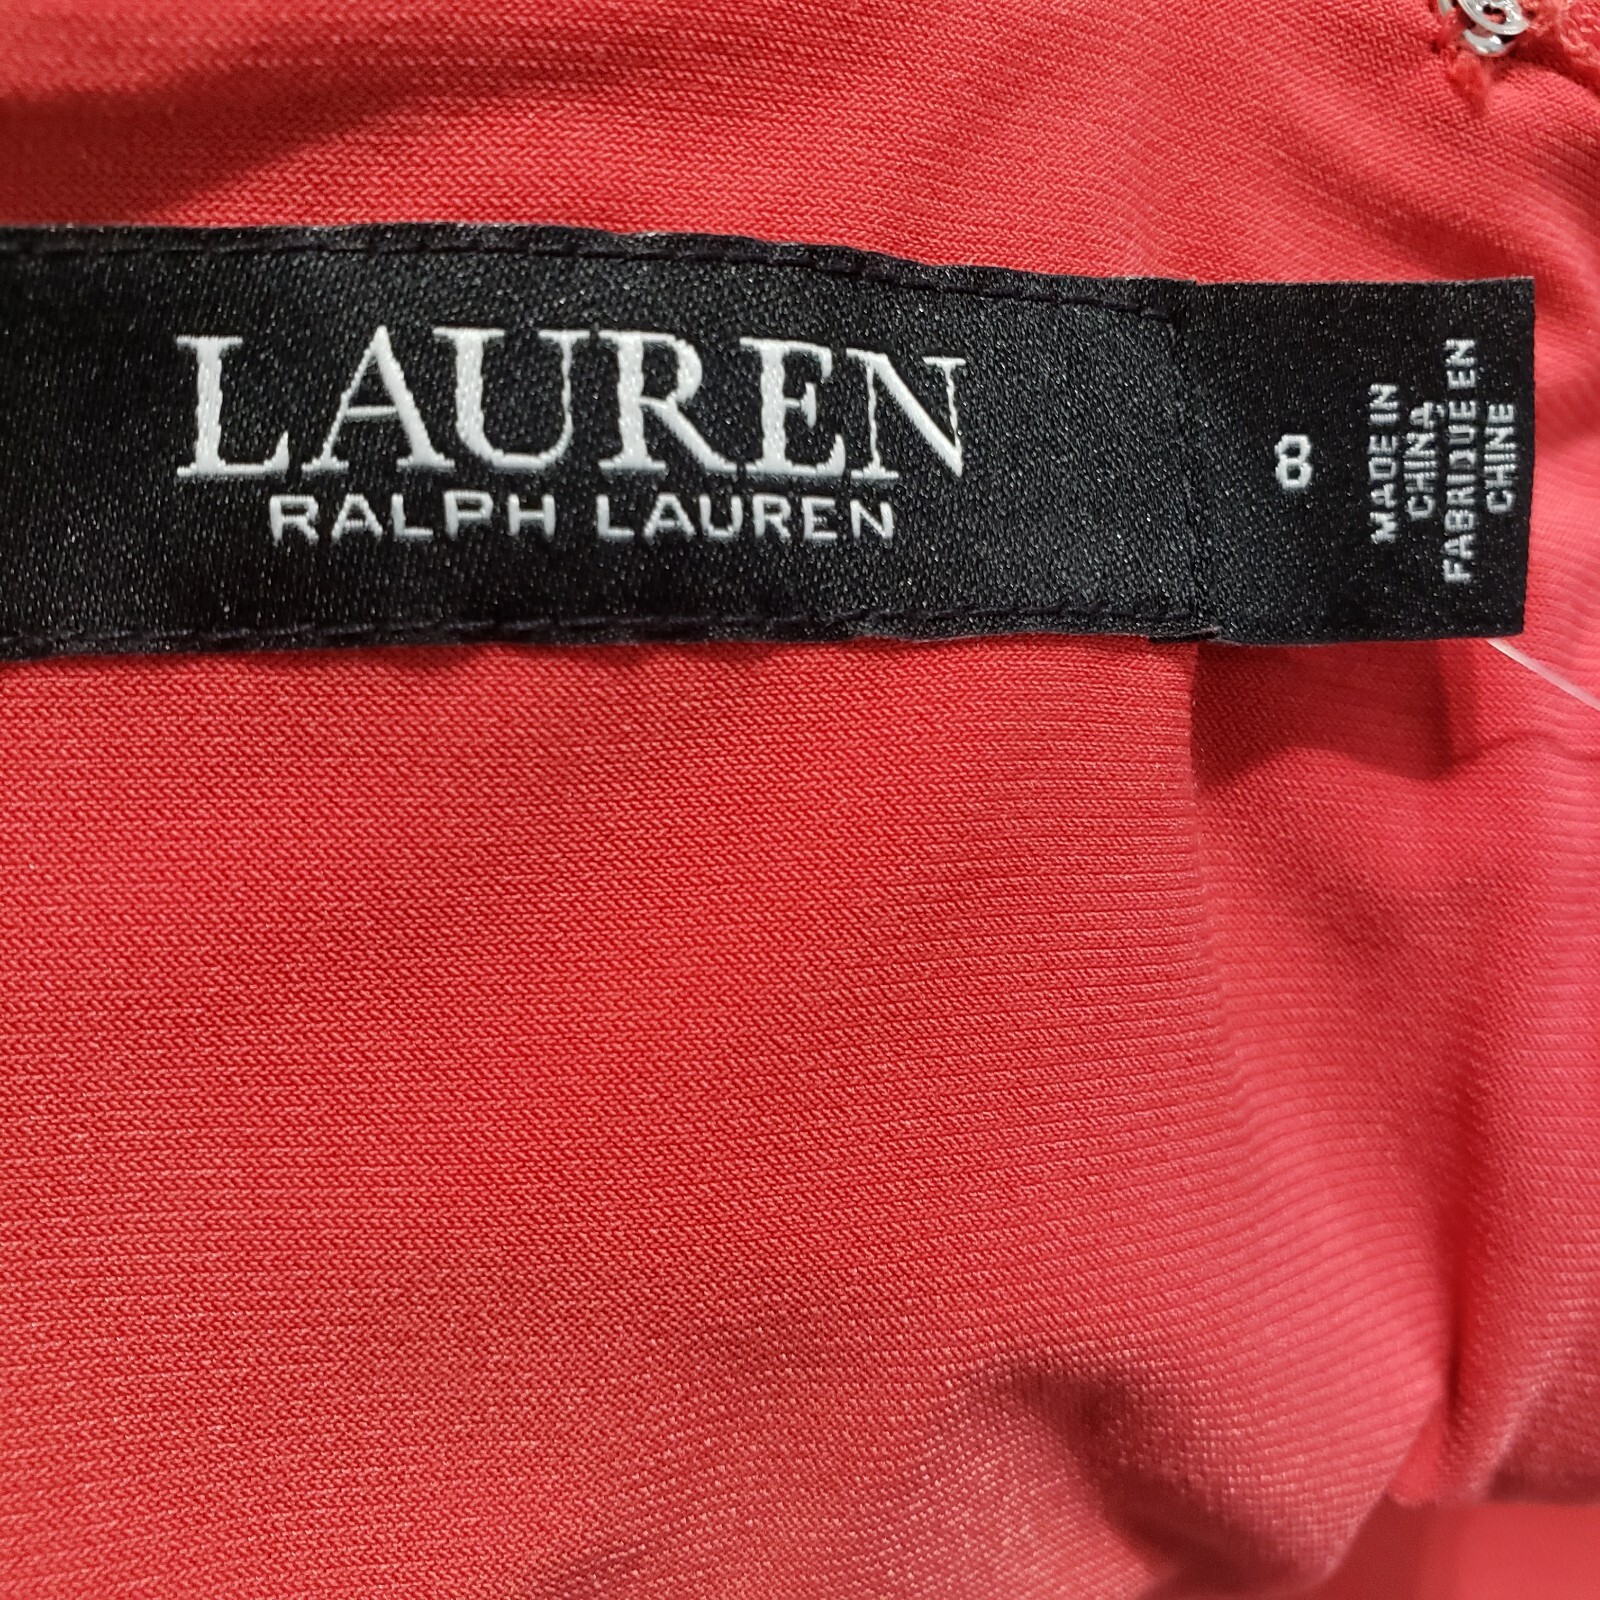 LAUREN
RALPH LAUREN
8
MADE IN
CHINA
FABRIQUE EN
CHINE